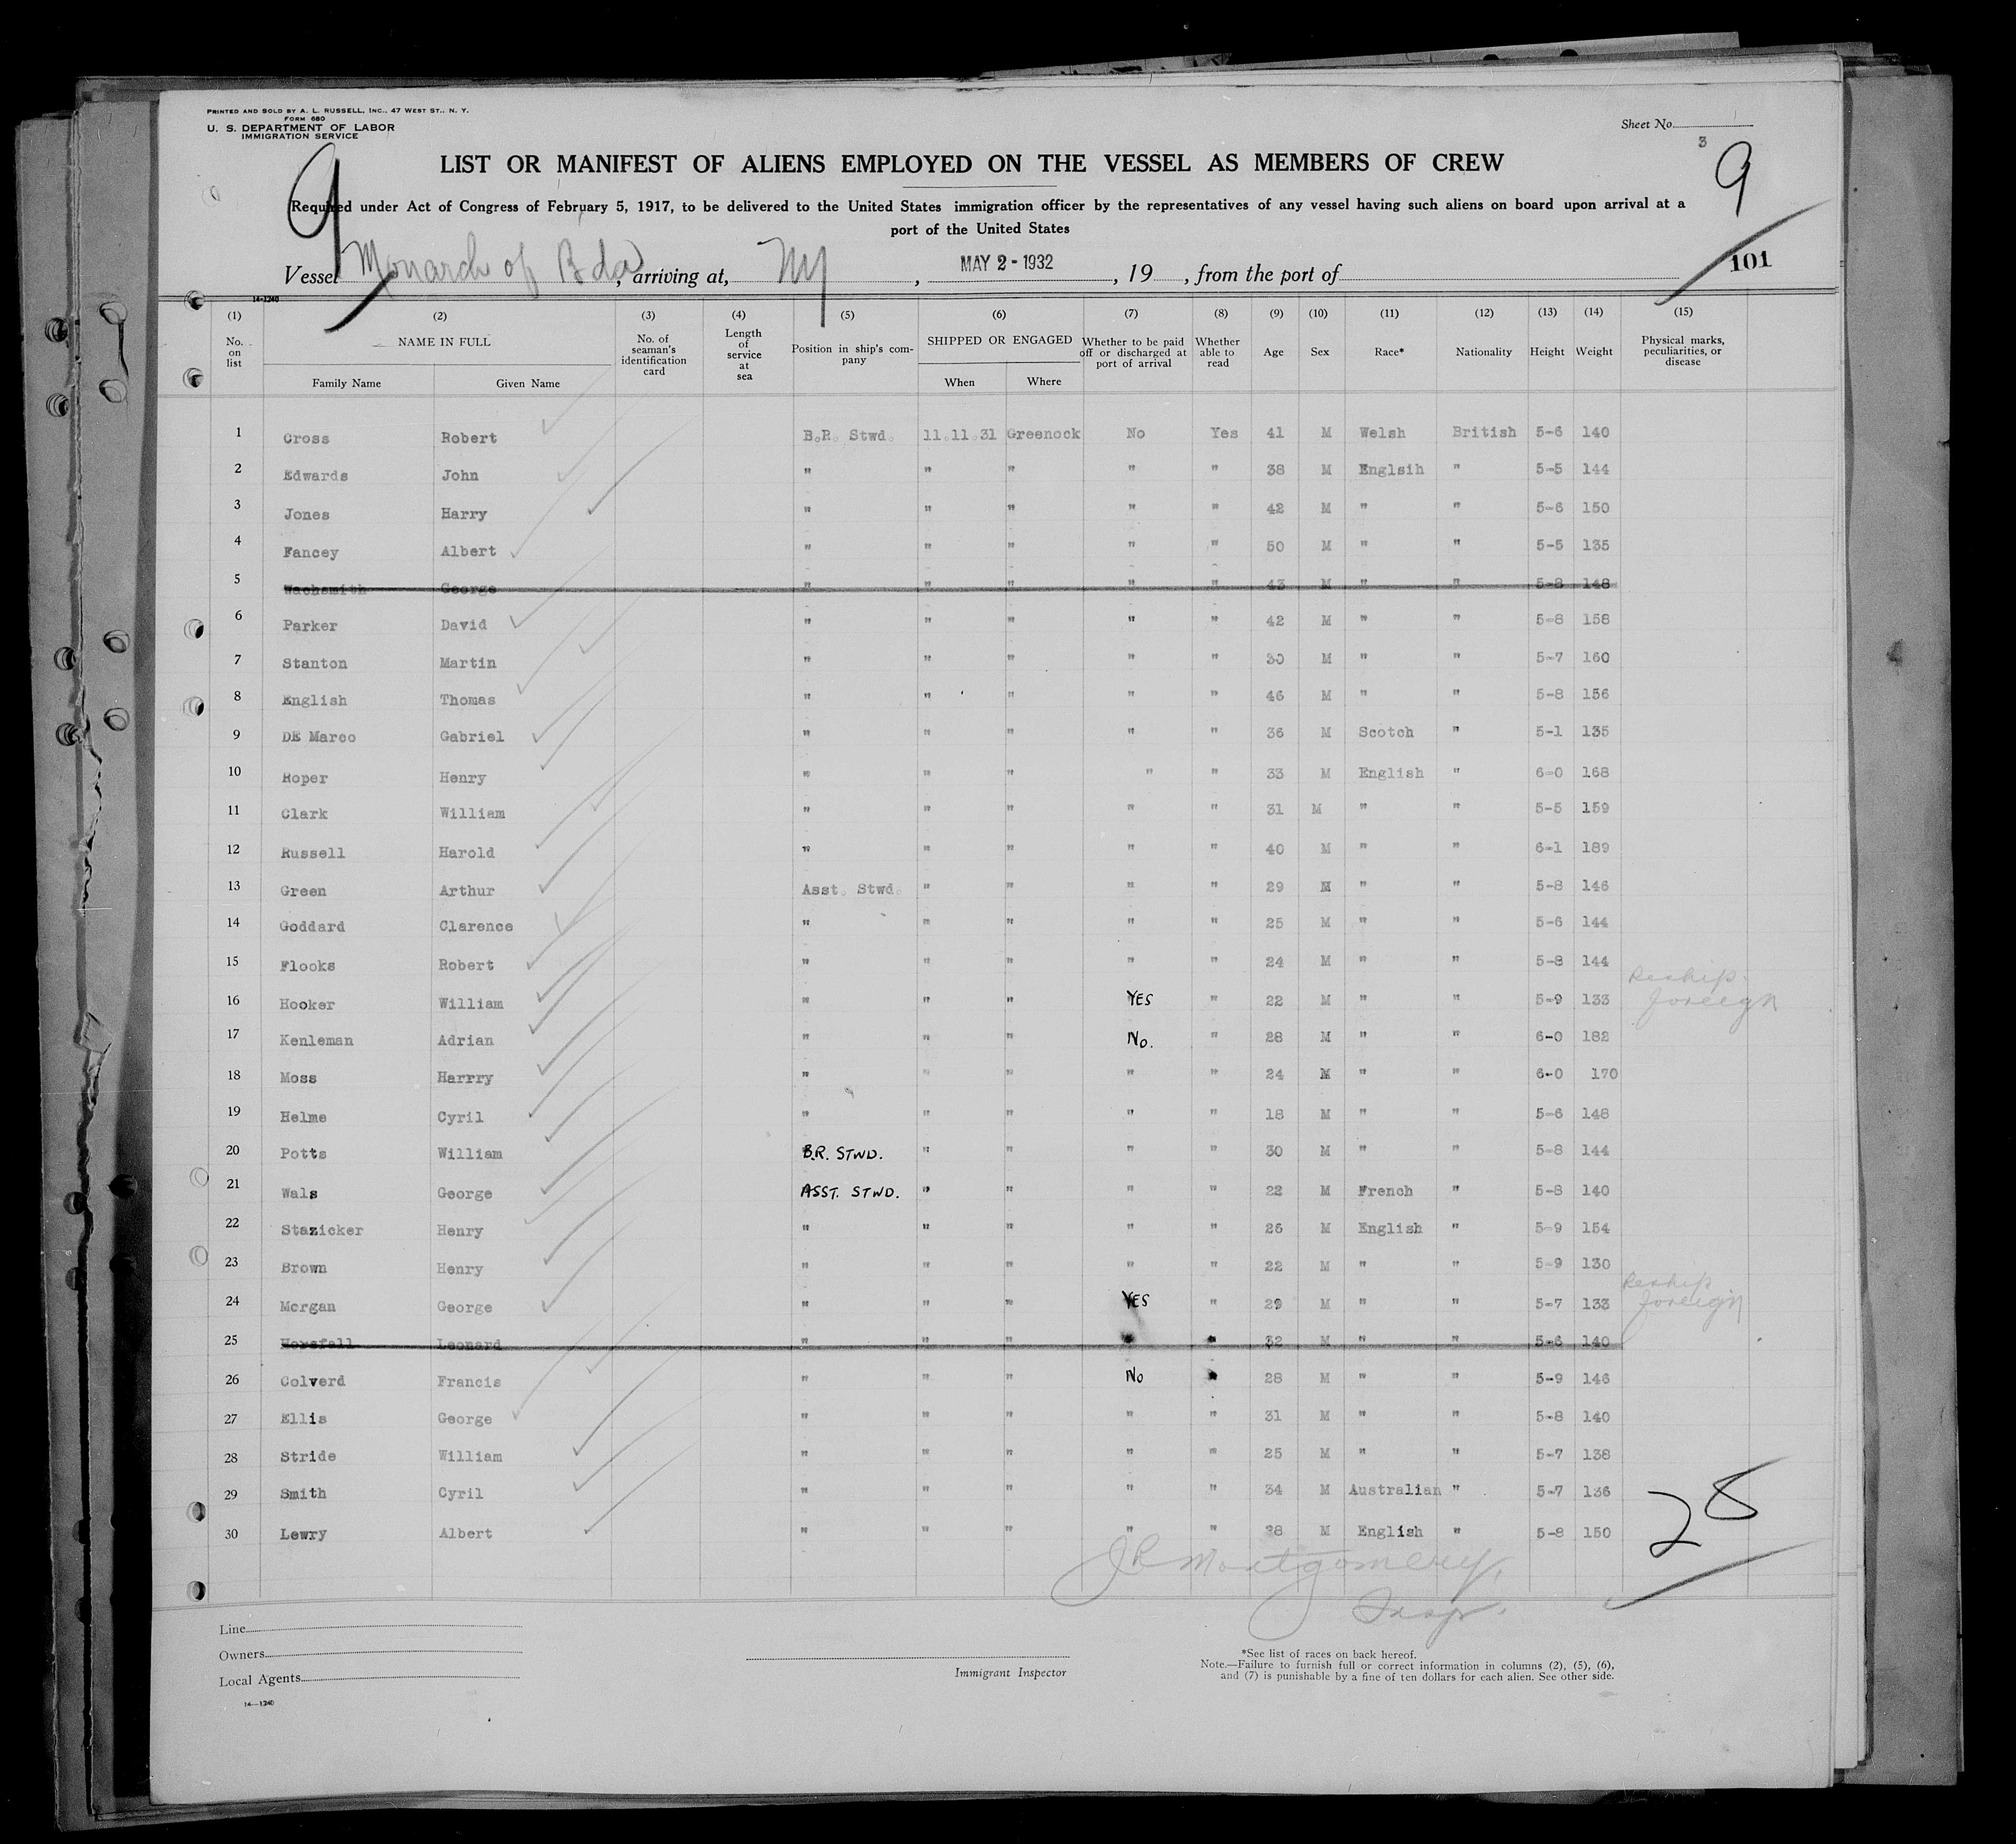 PRINTED AND SOLD BY A. L. RUSSELL, INC., 47 WEST ST., N. Y.
FORM 680
U. S. DEPARTMENT OF LABOR
IMMIGRATION SERVICE
Sheet No.
3
9
9
LIST OR MANIFEST OF ALIENS EMPLOYED ON THE VESSEL AS MEMBERS OF CREW
Required under Act of Congress of February 5, 1917, to be delivered to the United States immigration officer by the representatives of any vessel having such aliens on board upon arrival at a
port of the United States
Vessel Monarch of Bda, arriving at, NY, MAY 2 - 1932, 19 , from the port of
101
14-1240
(1) (2) (3) (4) (5) (6) (7) (8) (9) (10) (11) (12) (13) (14) (15)
No. on list NAME IN FULL Family Name Given Name No. of seaman's identification card Length of service at sea Position in ship's company SHIPPED OR ENGAGED When Where Whether to be paid off or discharged at port of arrival Whether able to read Age Sex Race* Nationality Height Weight Physical marks, peculiarities, or disease
1 Cross Robert B.R. Stwd. 11.11.31 Greenock No Yes 41 M Welsh British 5-6 140
2 Edwards John " " " " " 38 M Englsih " 5-5 144
3 Jones Harry " " " " " 42 M " " 5-6 150
4 Fancey Albert " " " " " 50 M " " 5-5 135
5 Wachsmith George " " " " " 43 M " " 5-8 148
6 Parker David " " " " " 42 M " " 5-8 158
7 Stanton Martin " " " " " 30 M " " 5-7 160
8 English Thomas " " " " " 46 M " " 5-8 156
9 DE Marco Gabriel " " " " " 36 M Scotch " 5-1 135
10 Roper Henry " " " " " 33 M English " 6-0 168
11 Clark William " " " " " 31 M " " 5-5 159
12 Russell Harold " " " " " 40 M " " 6-1 189
13 Green Arthur Asst. Stwd. " " " " 29 M " " 5-8 146
14 Goddard Clarence " " " " " 25 M " " 5-6 144
15 Flooks Robert " " " " " 24 M " " 5-8 144
16 Hooker William " " " YES " 22 M " " 5-9 133 Reship foreign
17 Kenleman Adrian " " " No. " 28 M " " 6-0 182
18 Moss Harrry " " " " " 24 M " " 6-0 170
19 Helme Cyril " " " " " 18 M " " 5-6 148
20 Potts William B.R. STWD. " " " " 30 M " " 5-8 144
21 Wals George ASST. STWD. " " " " 22 M French " 5-8 140
22 Stazicker Henry " " " " " 26 M English " 5-9 154
23 Brown Henry " " " " " 22 M " " 5-9 130
24 Morgan George " " " YES " 29 M " " 5-7 133 Reship foreign
25 Horsfall Leonard " " " " " 32 M " " 5-6 140
26 Colverd Francis " " " No " 28 M " " 5-9 146
27 Ellis George " " " " " 31 M " " 5-8 140
28 Stride William " " " " " 25 M " " 5-7 138
29 Smith Cyril " " " " " 34 M Australian " 5-7 136
30 Lewry Albert " " " " " 38 M English " 5-8 150
28
JR Montgomery,
Insp.
Line
Owners
Local Agents
14-1240
Immigrant Inspector
*See list of races on back hereof.
Note.—Failure to furnish full or correct information in columns (2), (5), (6),
and (7) is punishable by a fine of ten dollars for each alien. See other side.